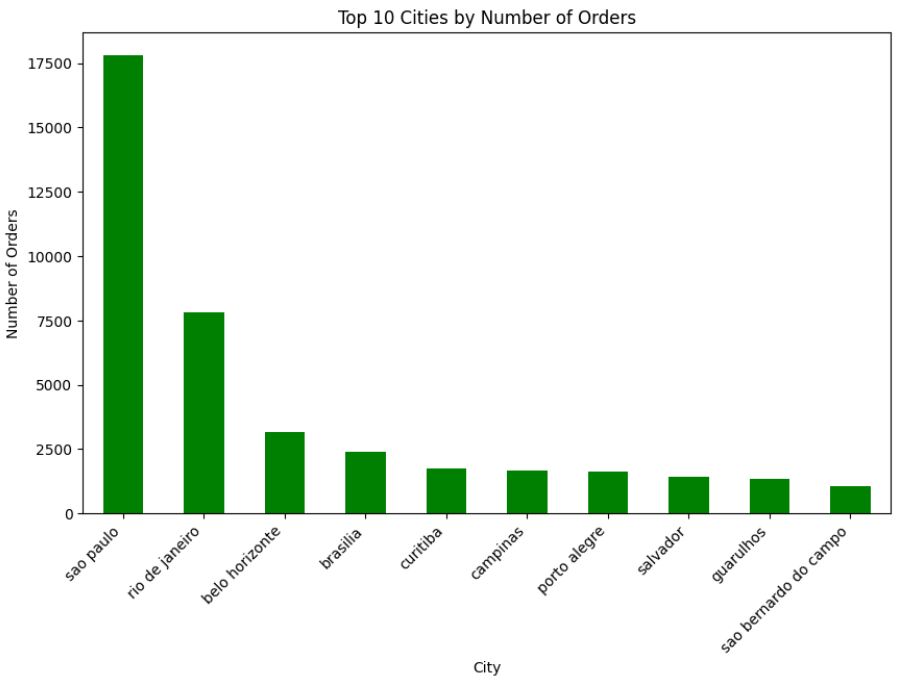 Top 10 Cities by Number of Orders
Number of Orders
17500
15000
12500
10000
7500
5000
2500
0
sao paulo
rio de janeiro
belo horizonte
brasilia
curitiba
campinas
porto alegre
salvador
guarulhos
sao bernardo do campo
City